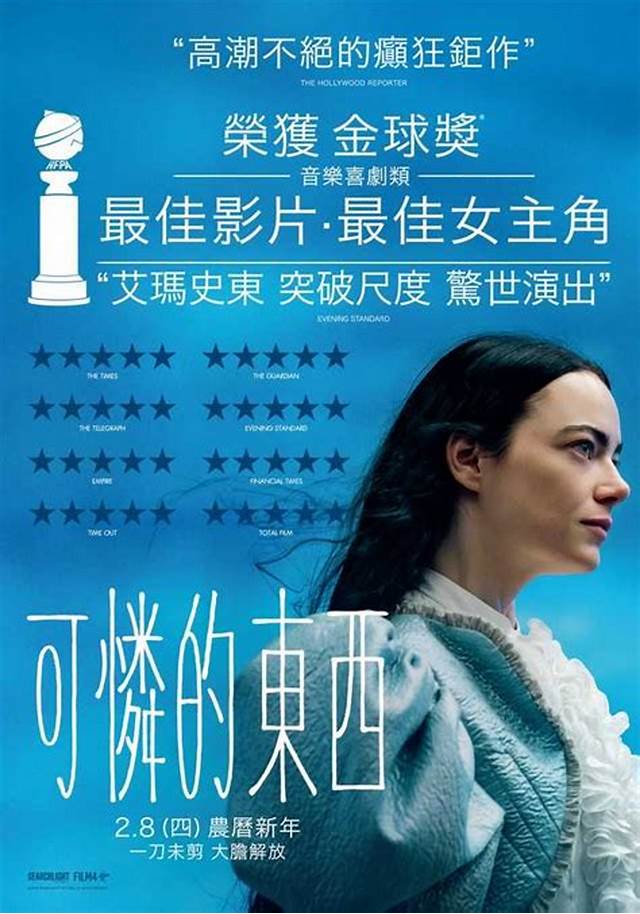 “高潮不絕的癲狂鉅作”
THE HOLLYWOOD REPORTER
榮獲 金球獎®
HFPA
音樂喜劇類
最佳影片·最佳女主角
“艾瑪史東 突破尺度 驚世演出”
EVENING STANDARD
★★★★★ ★★★★★
THE TIMES THE GUARDIAN
★★★★★ ★★★★★
THE TELEGRAPH EVENING STANDARD
★★★★★ ★★★★★
EMPIRE FINANCIAL TIMES
★★★★★ ★★★★★
TIME OUT TOTAL FILM
可憐的東西
2.8 (四) 農曆新年
一刀未剪 大膽解放
SEARCHLIGHT FILM4